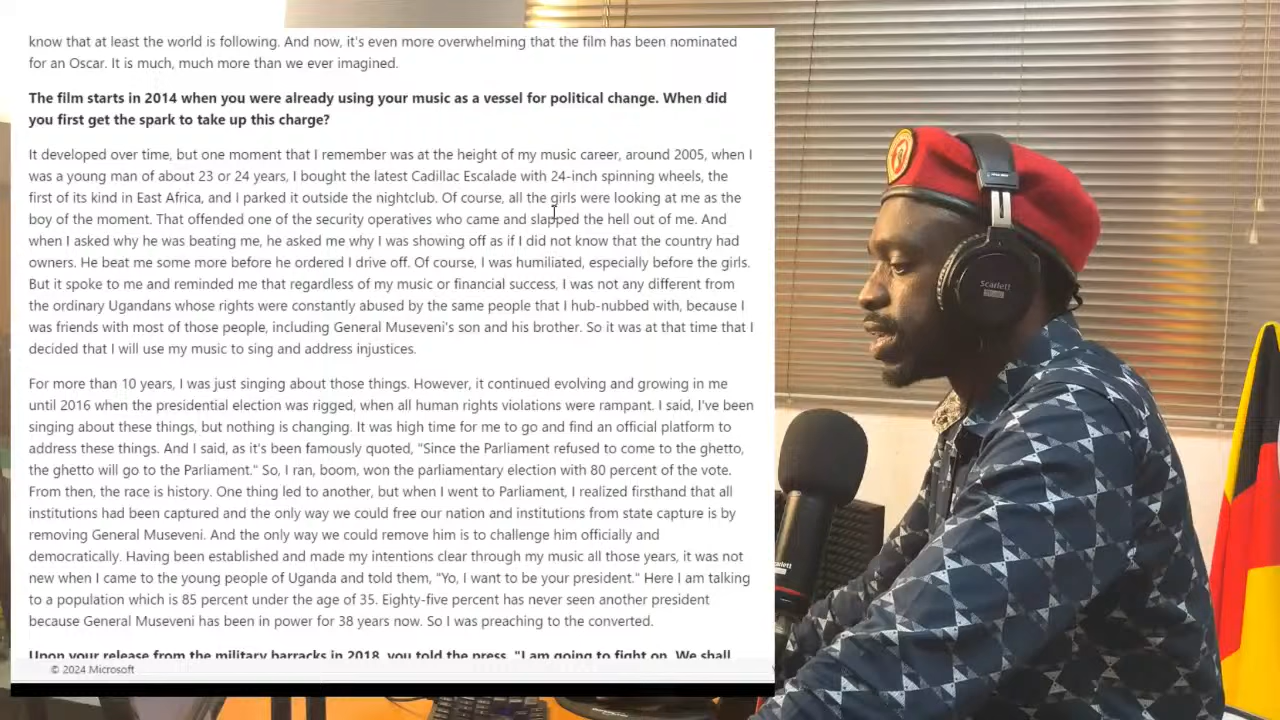 know that at least the world is following. And now, it's even more overwhelming that the film has been nominated
for an Oscar. It is much, much more than we ever imagined.
The film starts in 2014 when you were already using your music as a vessel for political change. When did
you first get the spark to take up this charge?
It developed over time, but one moment that I remember was at the height of my music career, around 2005, when I
was a young man of about 23 or 24 years, I bought the latest Cadillac Escalade with 24-inch spinning wheels, the
first of its kind in East Africa, and I parked it outside the nightclub. Of course, all the girls were looking at me as the
boy of the moment. That offended one of the security operatives who came and slapped the hell out of me. And
when I asked why he was beating me, he asked me why I was showing off as if I did not know that the country had
owners. He beat me some more before he ordered I drive off. Of course, I was humiliated, especially before the girls.
But it spoke to me and reminded me that regardless of my music or financial success, I was not any different from
the ordinary Ugandans whose rights were constantly abused by the same people that I hub-nubbed with, because I
was friends with most of those people, including General Museveni's son and his brother. So it was at that time that I
decided that I will use my music to sing and address injustices.
For more than 10 years, I was just singing about those things. However, it continued evolving and growing in me
until 2016 when the presidential election was rigged, when all human rights violations were rampant. I said, I've been
singing about these things, but nothing is changing. It was high time for me to go and find an official platform to
address these things. And I said, as it's been famously quoted, "Since the Parliament refused to come to the ghetto,
the ghetto will go to the Parliament." So, I ran, boom, won the parliamentary election with 80 percent of the vote.
From then, the race is history. One thing led to another, but when I went to Parliament, I realized firsthand that all
institutions had been captured and the only way we could free our nation and institutions from state capture is by
removing General Museveni. And the only way we could remove him is to challenge him officially and
democratically. Having been established and made my intentions clear through my music all those years, it was not
new when I came to the young people of Uganda and told them, "Yo, I want to be your president." Here I am talking
to a population which is 85 percent under the age of 35. Eighty-five percent has never seen another president
because General Museveni has been in power for 38 years now. So I was preaching to the converted.
Upon your release from the military barracks in 2018, you told the press, "I am going to fight on. We shall
© 2024 Microsoft
Scarlett